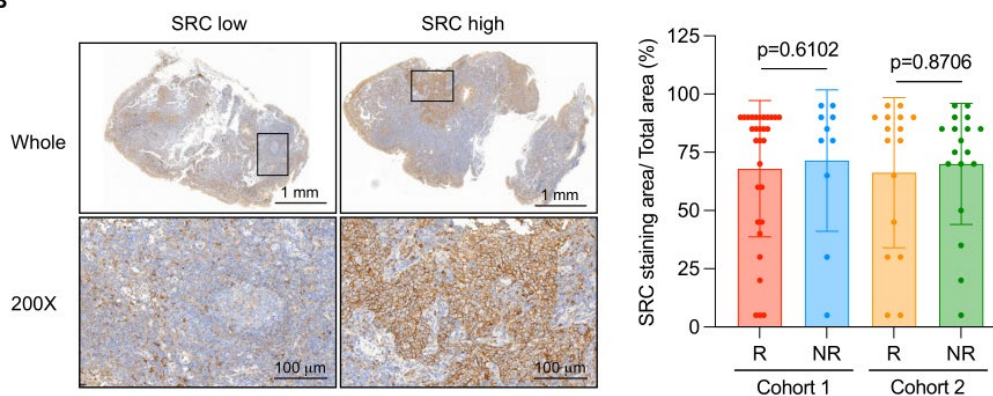 SRC low
SRC high
Whole
1 mm
1 mm
200X
100 μm
100 μm
SRC staining area/ Total area (%)
125
100
75
50
25
0
p=0.6102
p=0.8706
R
NR
R
NR
Cohort 1
Cohort 2